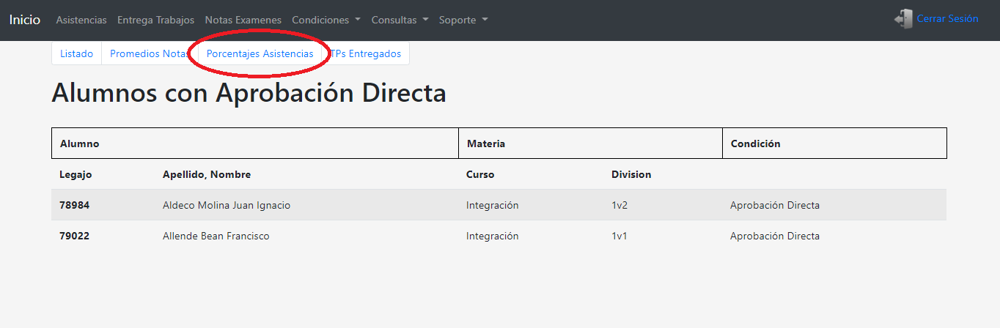 Inicio Asistencias Entrega Trabajos Notas Examenes Condiciones Consultas Soporte Cerrar Sesión
Listado Promedios Notas Porcentajes Asistencias TPs Entregados
Alumnos con Aprobación Directa
Alumno Materia Condición
Legajo Apellido, Nombre Curso Division
78984 Aldeco Molina Juan Ignacio Integración 1v2 Aprobación Directa
79022 Allende Bean Francisco Integración 1v1 Aprobación Directa